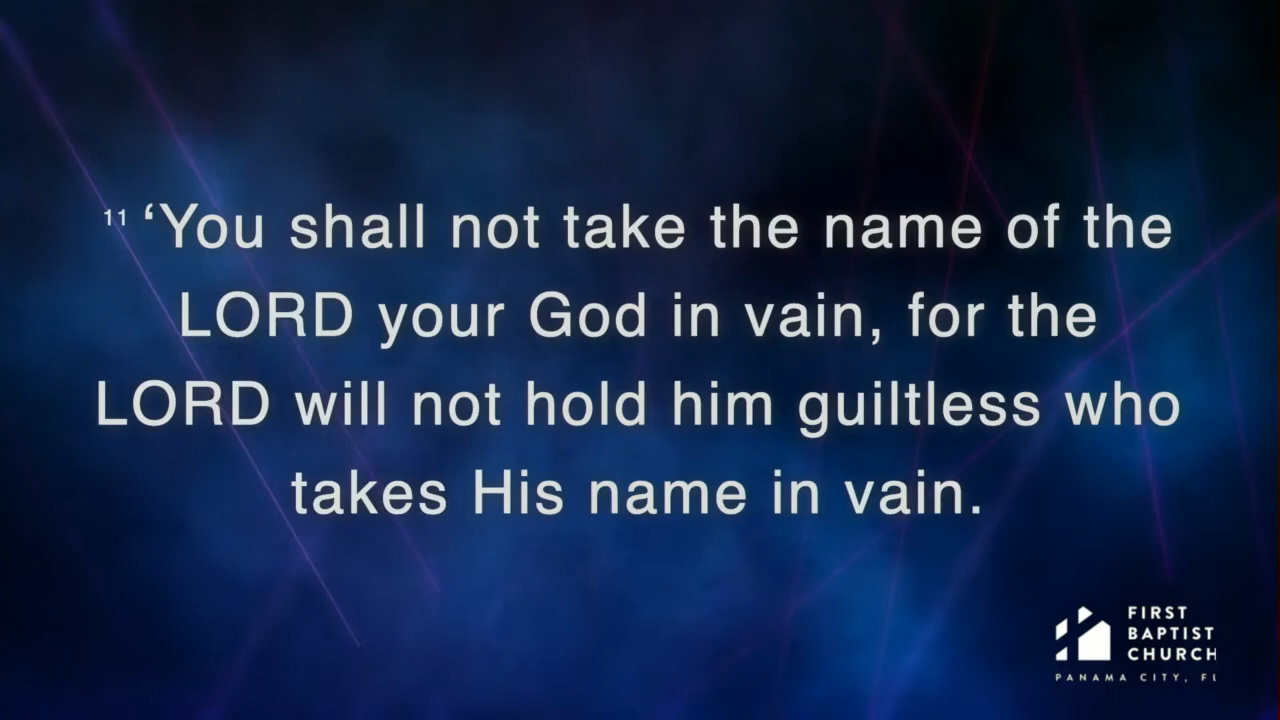 11 ‘You shall not take the name of the
LORD your God in vain, for the
LORD will not hold him guiltless who
takes His name in vain.
FIRST
BAPTIST
CHURCH
PANAMA CITY, FL